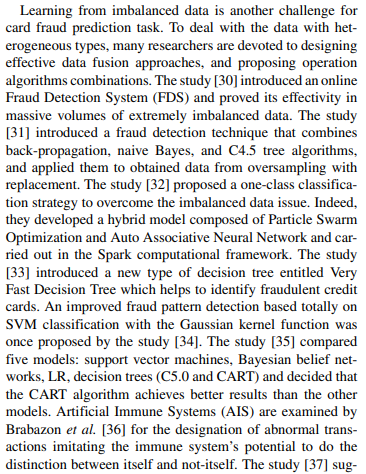 Learning from imbalanced data is another challenge for
card fraud prediction task. To deal with the data with het-
erogeneous types, many researchers are devoted to designing
effective data fusion approaches, and proposing operation
algorithms combinations. The study [30] introduced an online
Fraud Detection System (FDS) and proved its effectivity in
massive volumes of extremely imbalanced data. The study
[31] introduced a fraud detection technique that combines
back-propagation, naive Bayes, and C4.5 tree algorithms,
and applied them to obtained data from oversampling with
replacement. The study [32] proposed a one-class classifica-
tion strategy to overcome the imbalanced data issue. Indeed,
they developed a hybrid model composed of Particle Swarm
Optimization and Auto Associative Neural Network and car-
ried out in the Spark computational framework. The study
[33] introduced a new type of decision tree entitled Very
Fast Decision Tree which helps to identify fraudulent credit
cards. An improved fraud pattern detection based totally on
SVM classification with the Gaussian kernel function was
once proposed by the study [34]. The study [35] compared
five models: support vector machines, Bayesian belief net-
works, LR, decision trees (C5.0 and CART) and decided that
the CART algorithm achieves better results than the other
models. Artificial Immune Systems (AIS) are examined by
Brabazon et al. [36] for the designation of abnormal trans-
actions imitating the immune system's potential to do the
distinction between itself and not-itself. The study [37] sug-